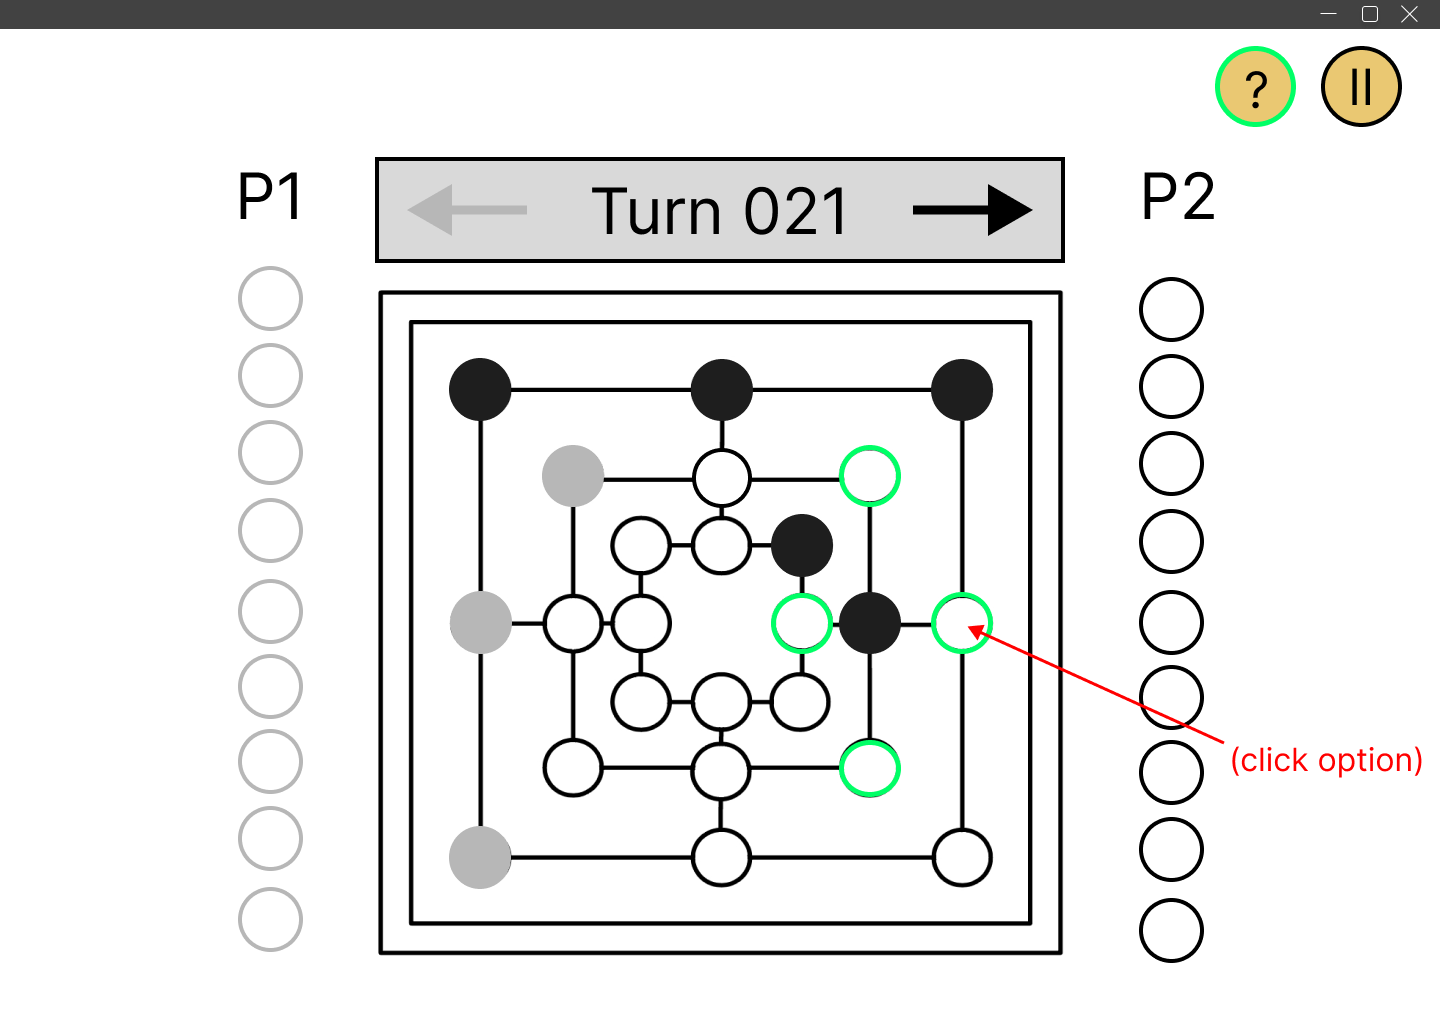 ?
||
P1
Turn 021
P2
(click option)